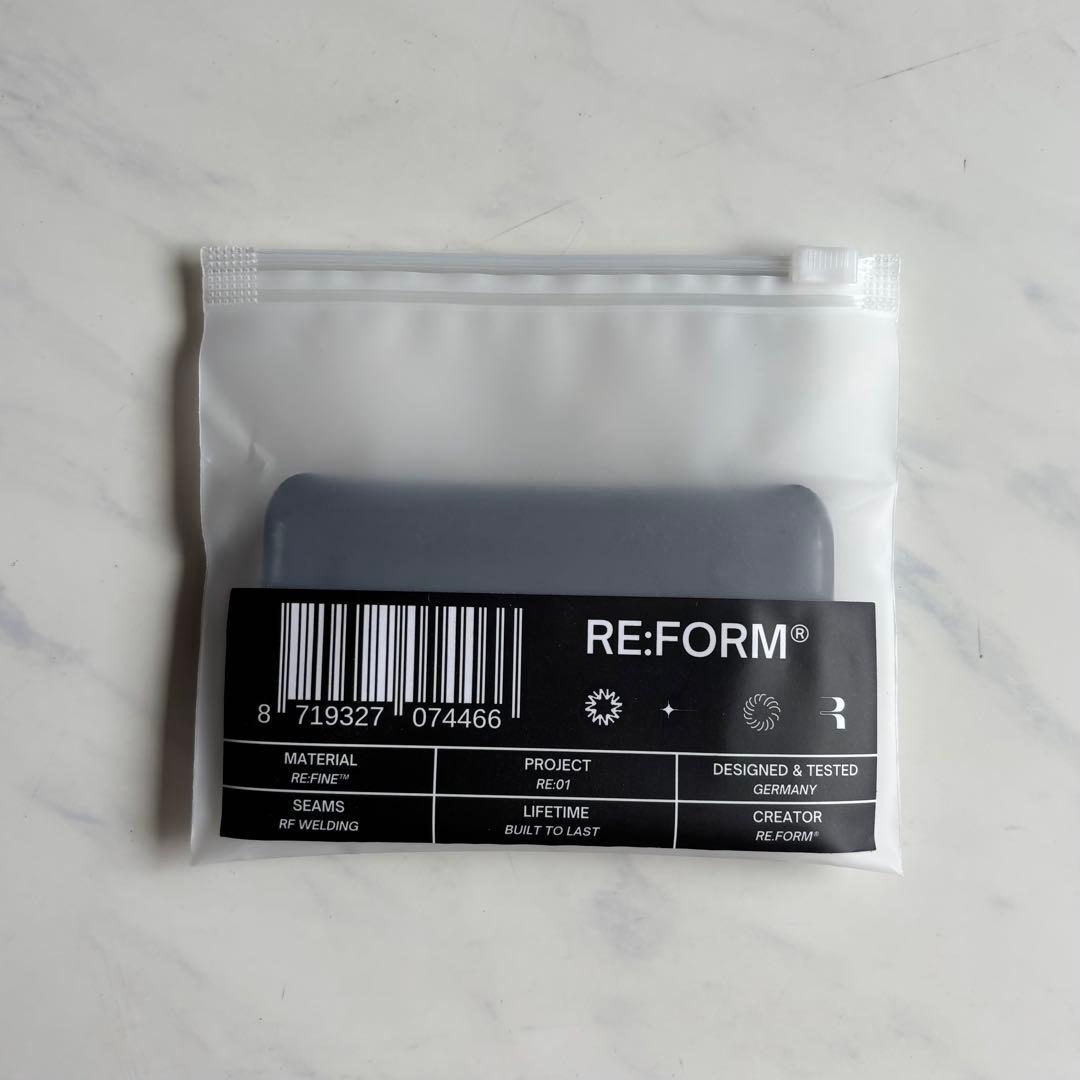 RE:FORM®
8 719327 074466
MATERIAL
RE:FINE™
PROJECT
RE:01
DESIGNED & TESTED
GERMANY
SEAMS
RF WELDING
LIFETIME
BUILT TO LAST
CREATOR
RE.FORM®